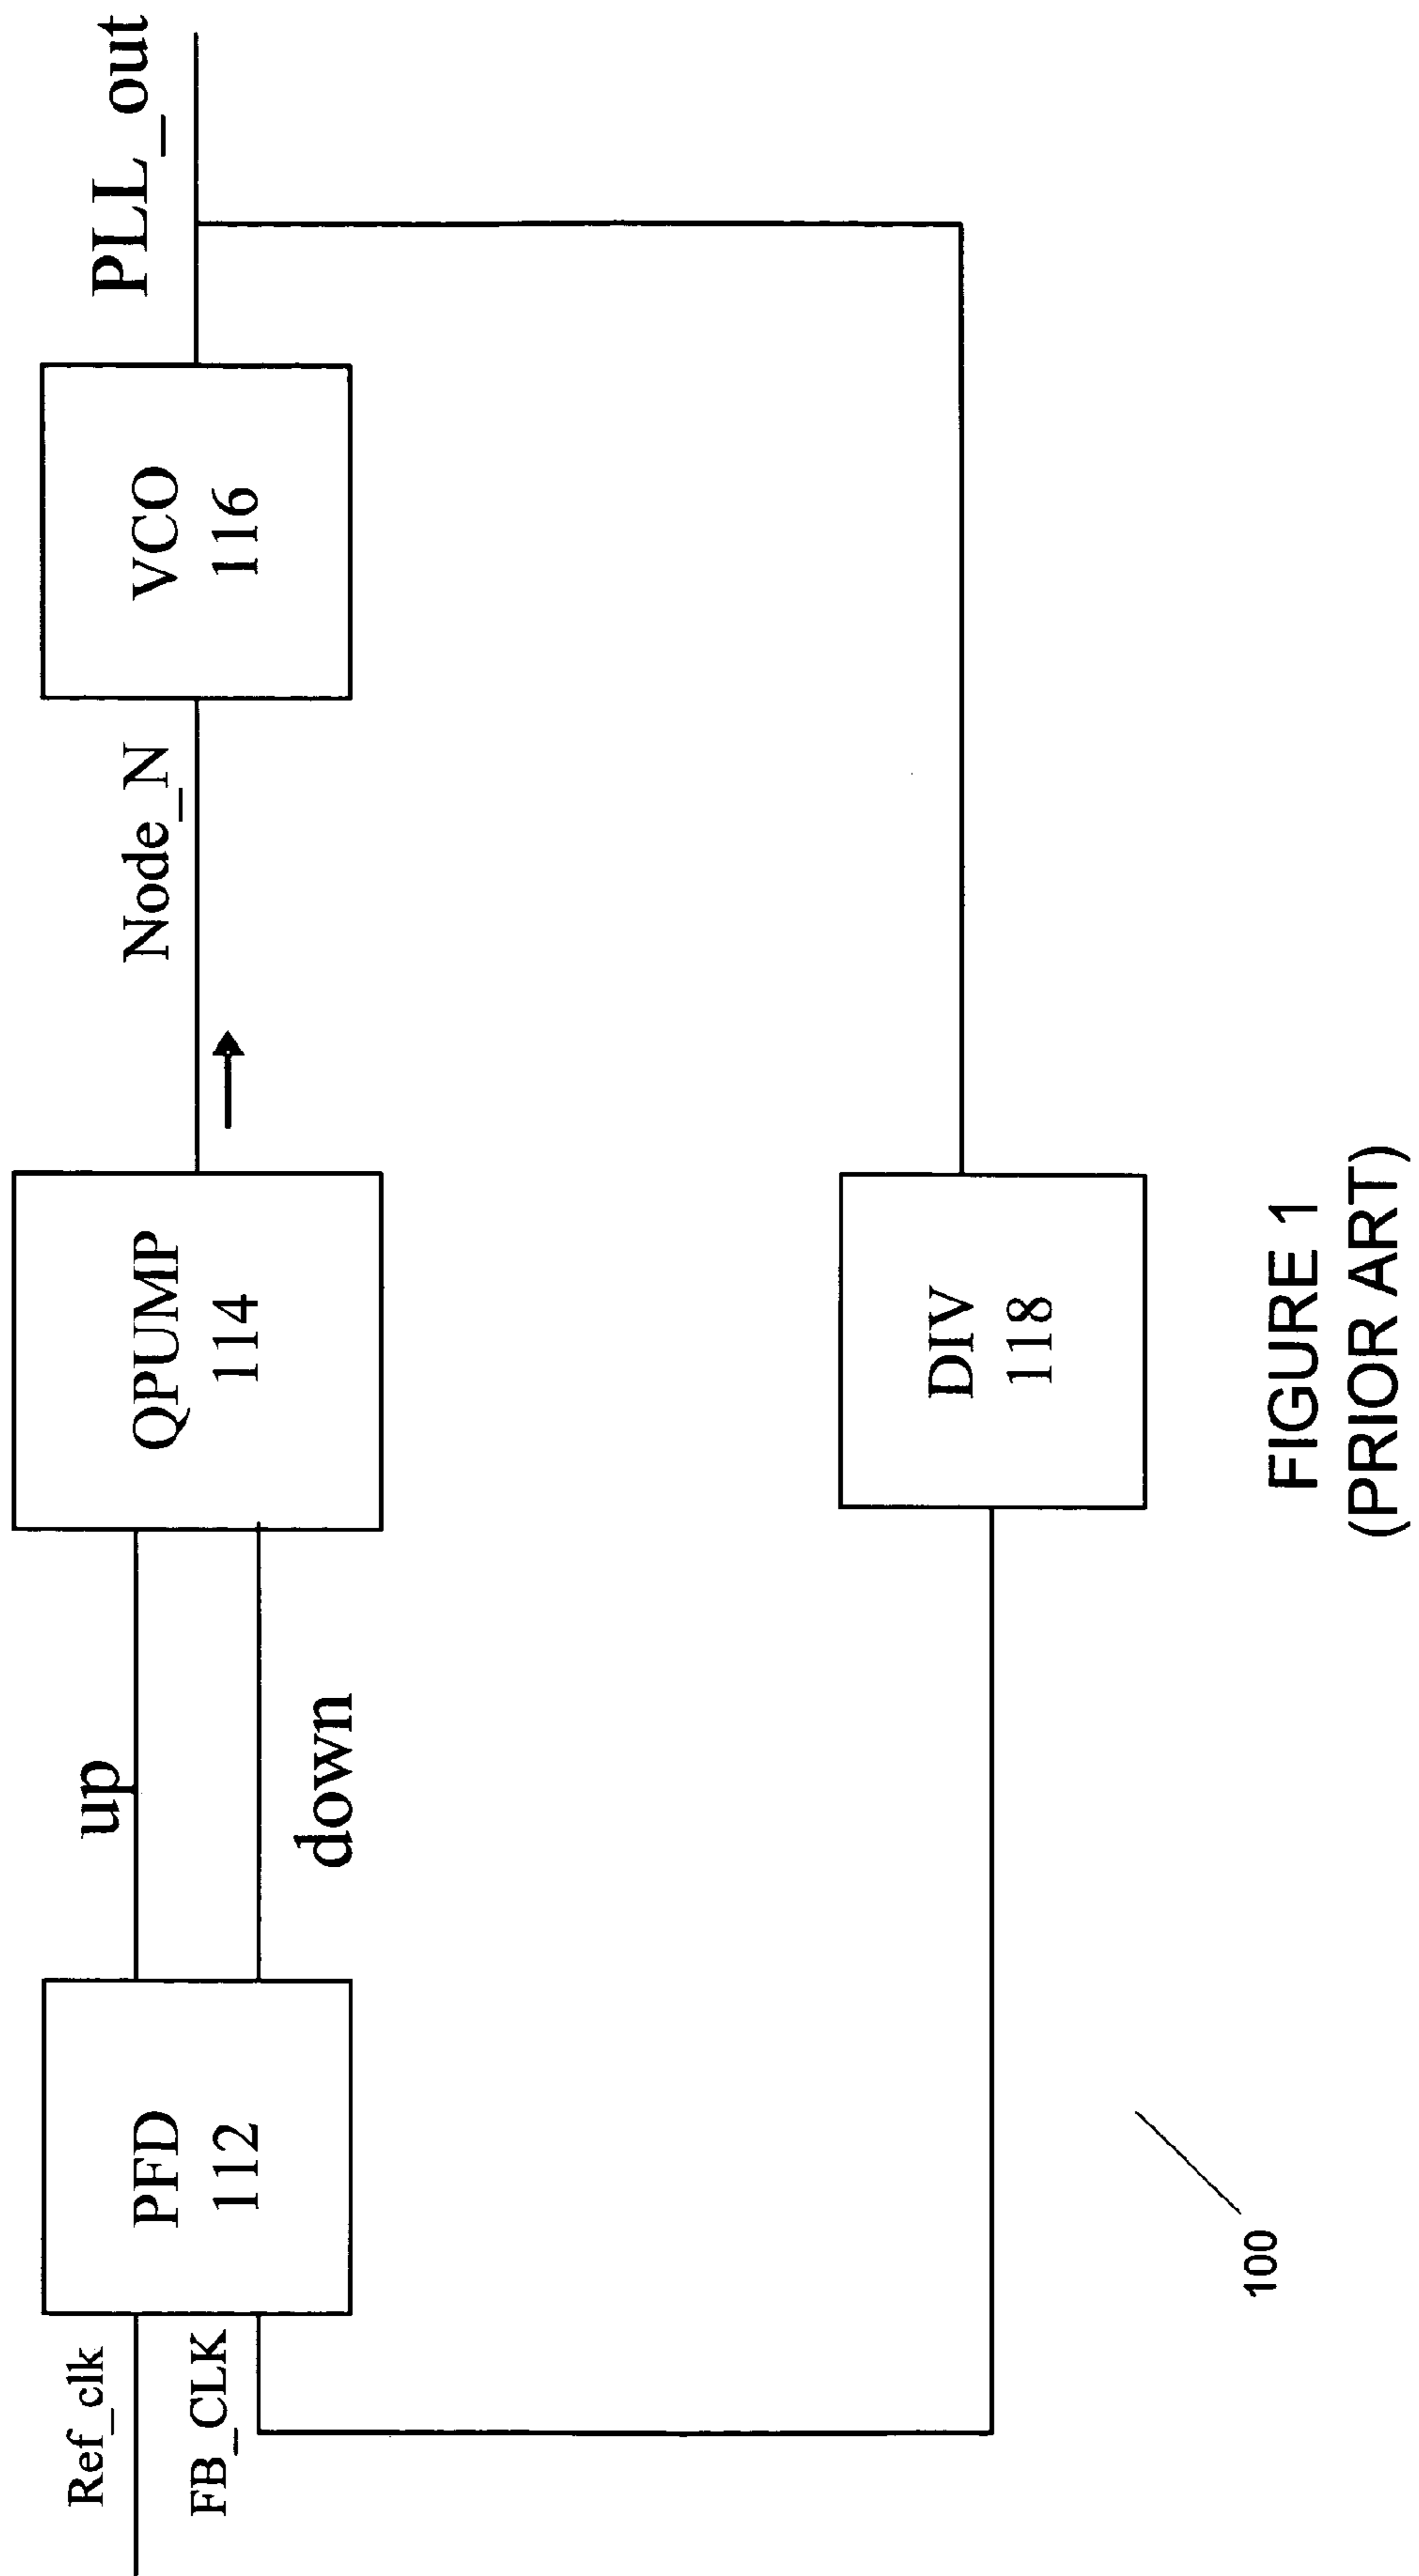 Ref_clk
FB_CLK
PFD
112
up
down
QPUMP
114
Node_N
VCO
116
PLL_out
DIV
118
100
FIGURE 1
(PRIOR ART)